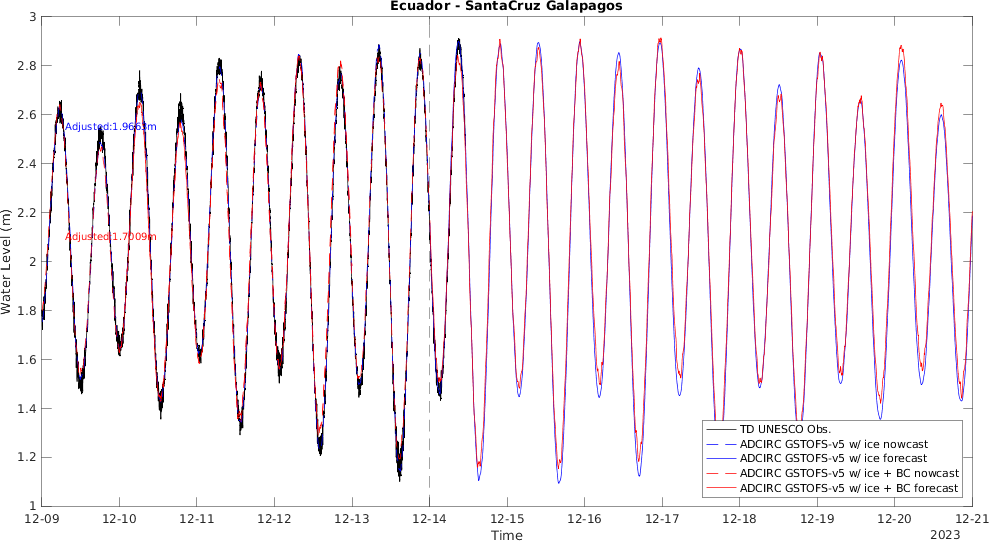 Ecuador - SantaCruz Galapagos
3
2.8
2.6
2.4
2.2
2
1.8
1.6
1.4
1.2
1
Water Level (m)
Adjusted:1.9663m
Adjusted:1.7009m
TD UNESCO Obs.
ADCIRC GSTOFS-v5 w/ ice nowcast
ADCIRC GSTOFS-v5 w/ ice forecast
ADCIRC GSTOFS-v5 w/ ice + BC nowcast
ADCIRC GSTOFS-v5 w/ ice + BC forecast
12-09 12-10 12-11 12-12 12-13 12-14 12-15 12-16 12-17 12-18 12-19 12-20 12-21
Time
2023